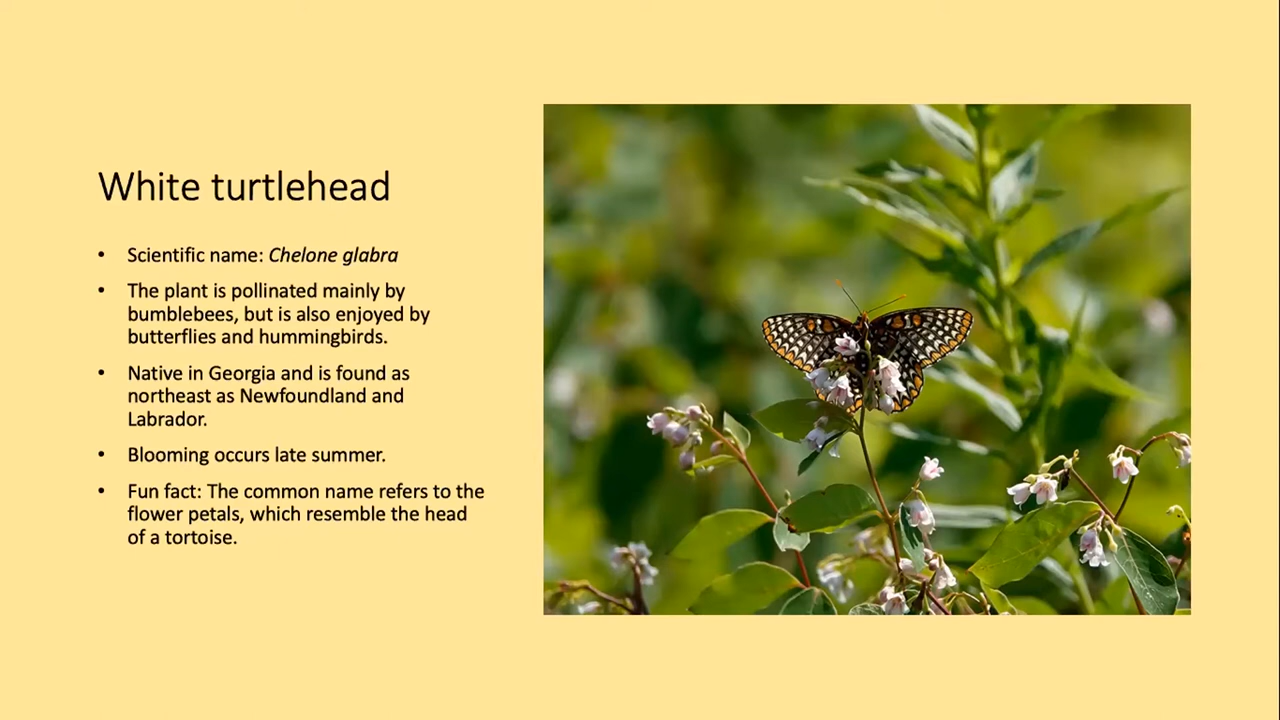 White turtlehead
• Scientific name: Chelone glabra
• The plant is pollinated mainly by
bumblebees, but is also enjoyed by
butterflies and hummingbirds.
• Native in Georgia and is found as
northeast as Newfoundland and
Labrador.
• Blooming occurs late summer.
• Fun fact: The common name refers to the
flower petals, which resemble the head
of a tortoise.